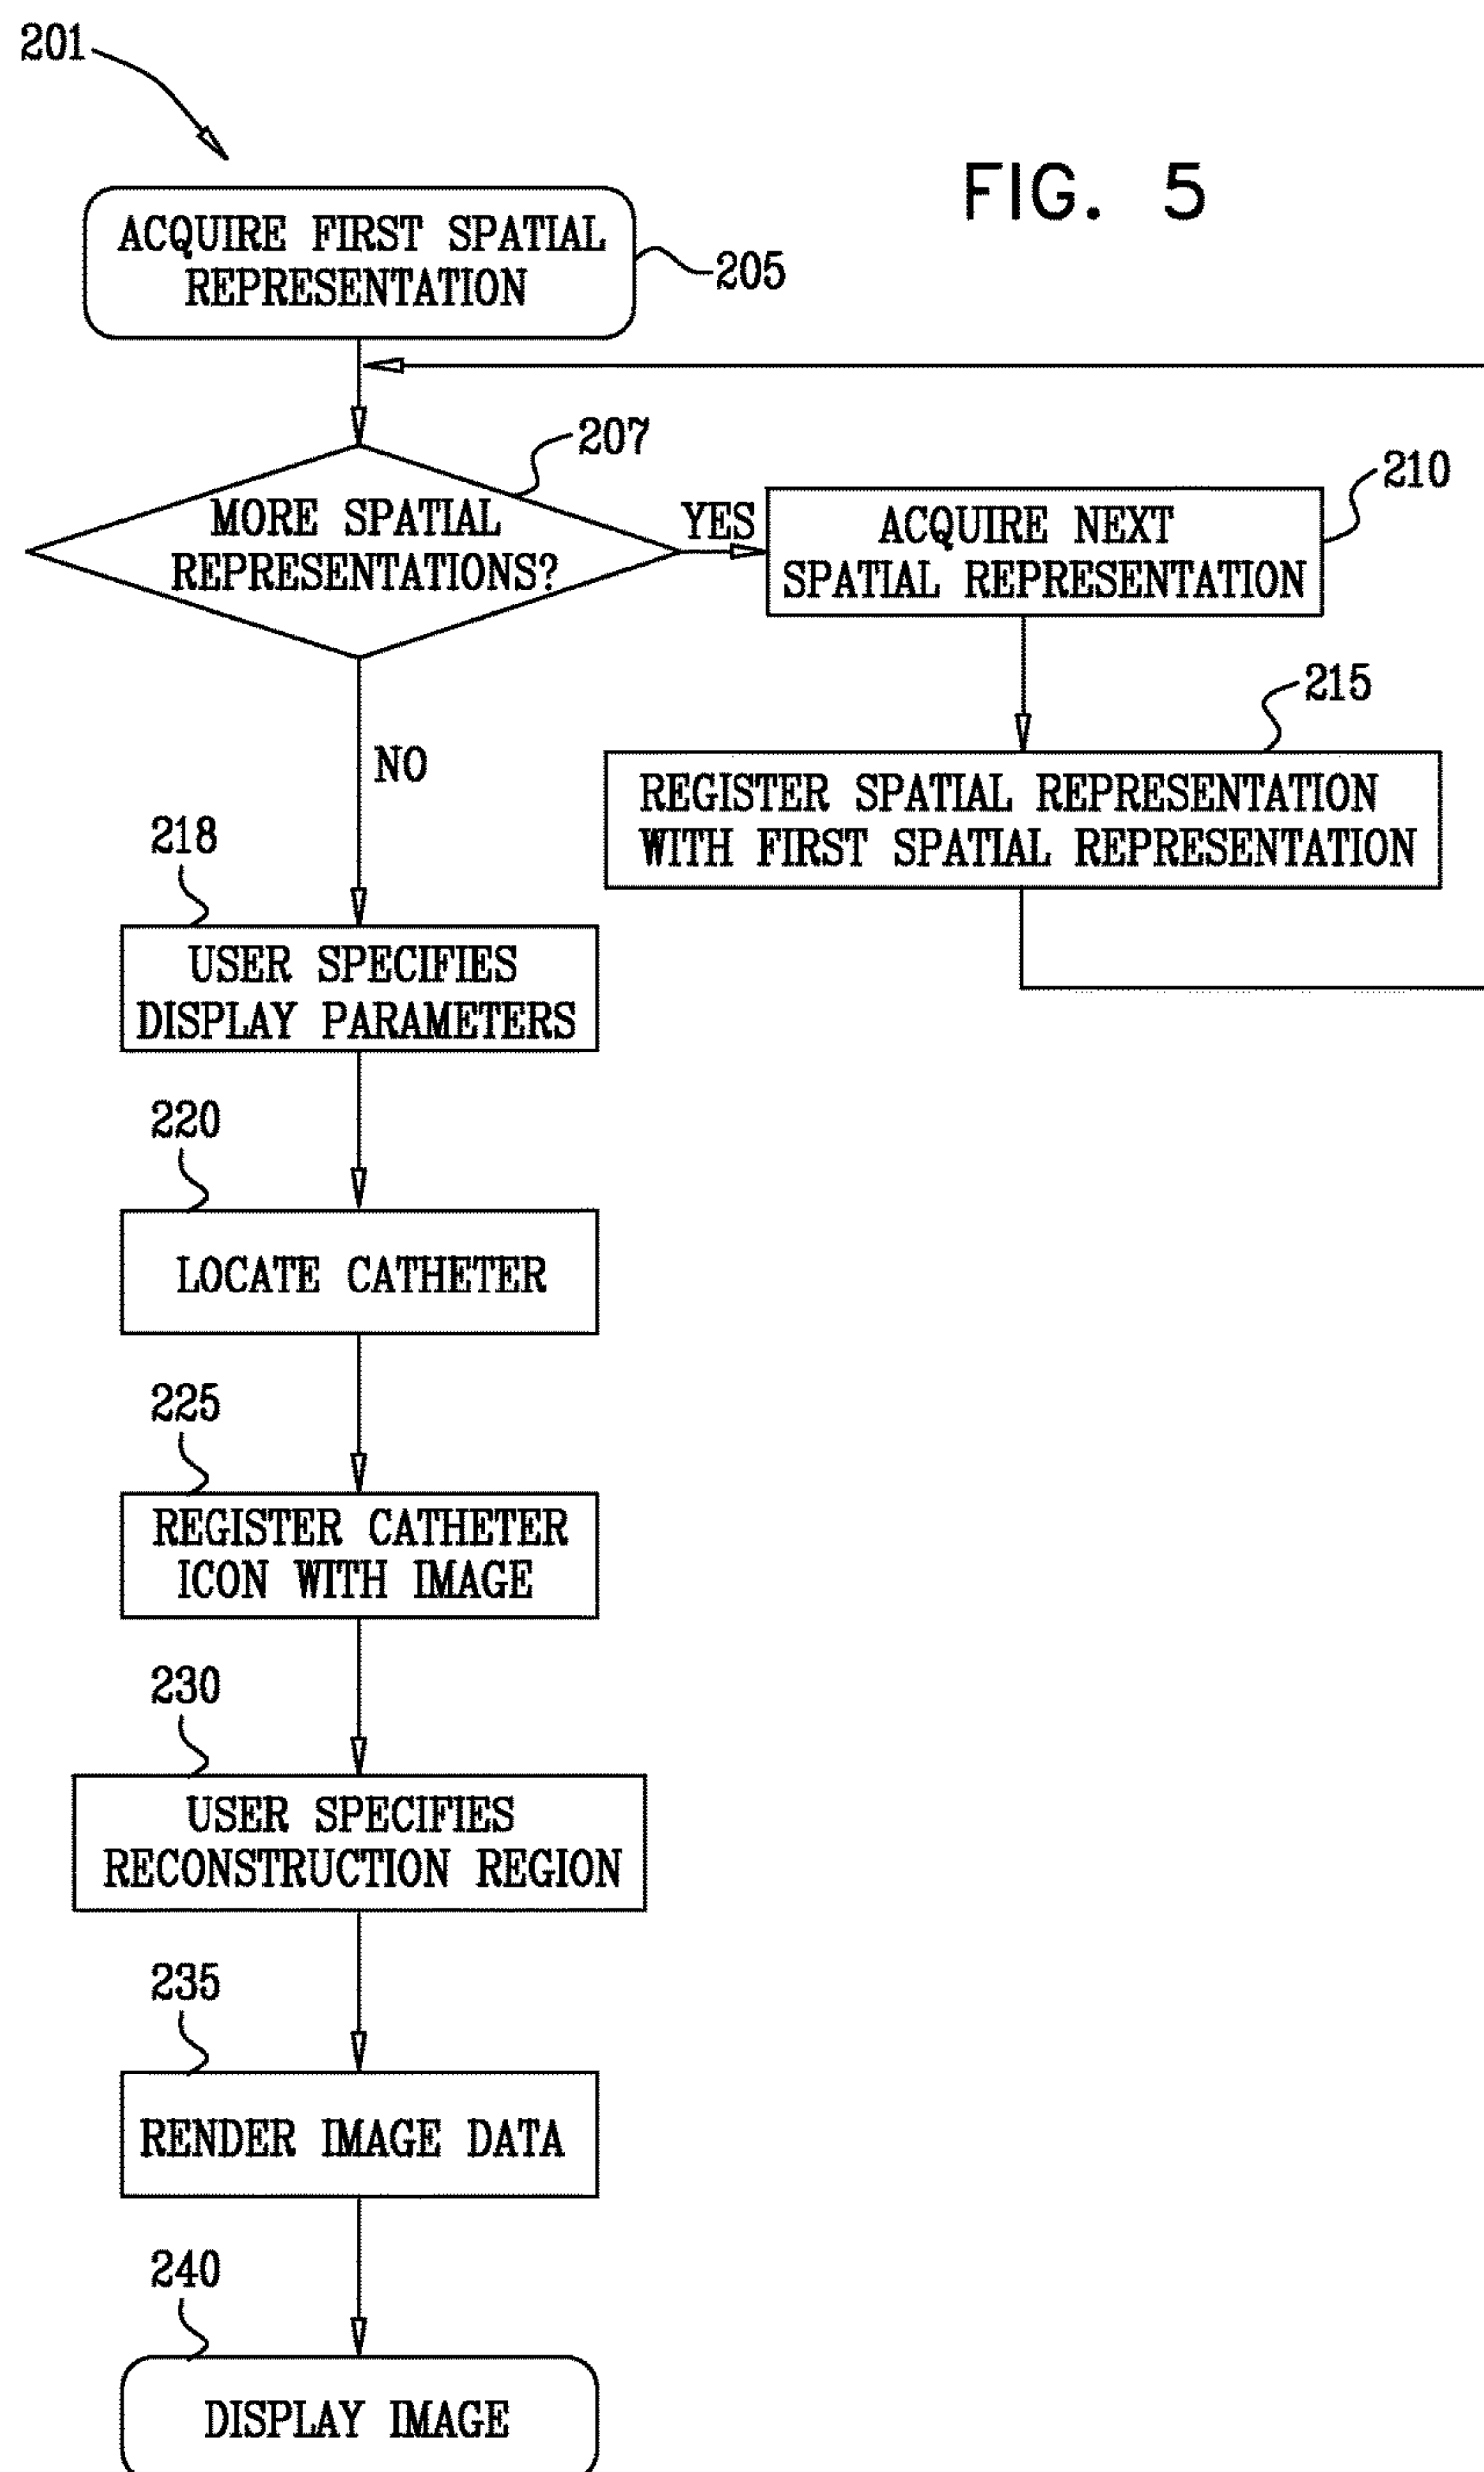 201
FIG. 5
ACQUIRE FIRST SPATIAL
REPRESENTATION
205
207
MORE SPATIAL
REPRESENTATIONS?
YES
210
ACQUIRE NEXT
SPATIAL REPRESENTATION
215
REGISTER SPATIAL REPRESENTATION
WITH FIRST SPATIAL REPRESENTATION
NO
218
USER SPECIFIES
DISPLAY PARAMETERS
220
LOCATE CATHETER
225
REGISTER CATHETER
ICON WITH IMAGE
230
USER SPECIFIES
RECONSTRUCTION REGION
235
RENDER IMAGE DATA
240
DISPLAY IMAGE